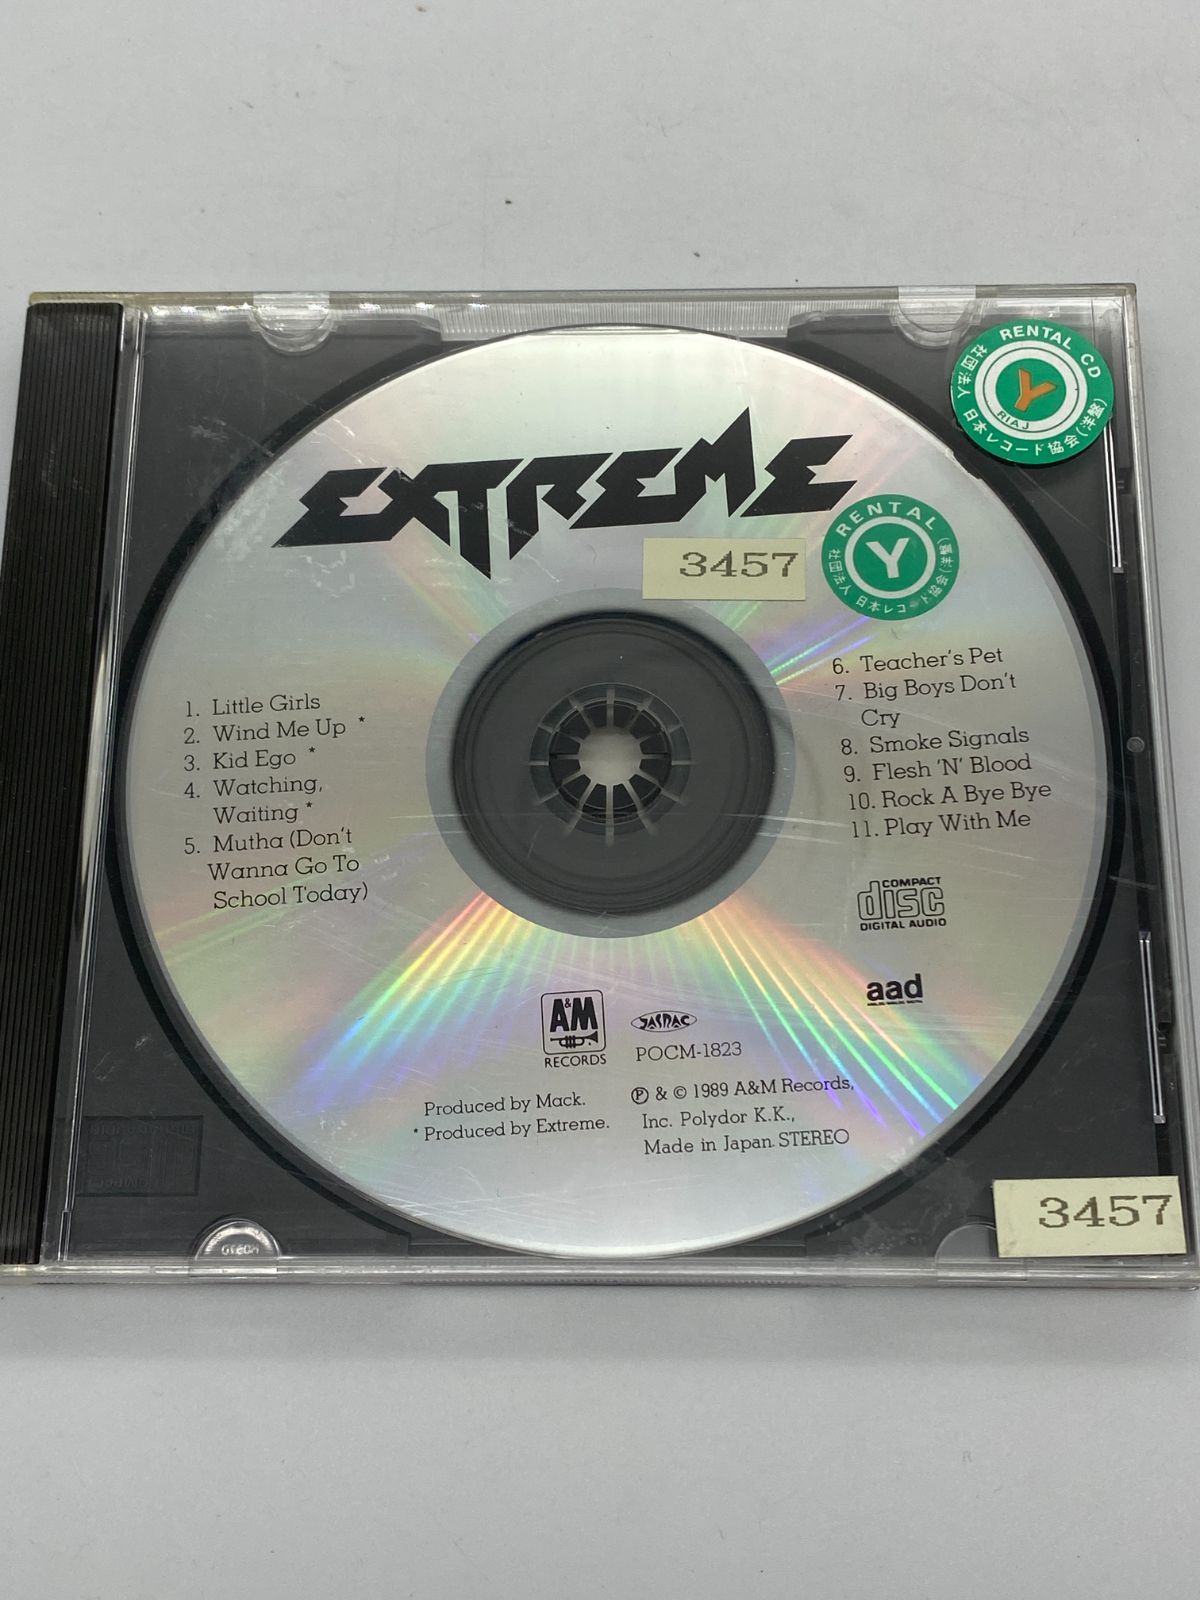 RENTAL CD
Y
RIAJ
社団法人 日本レコード協会(洋盤)
EXTREME
3457
RENTAL
Y
社団法人 日本レコード協会(洋盤)
1. Little Girls
2. Wind Me Up *
3. Kid Ego *
4. Watching,
Waiting *
5. Mutha (Don't
Wanna Go To
School Today)
6. Teacher's Pet
7. Big Boys Don't
Cry
8. Smoke Signals
9. Flesh 'N' Blood
10. Rock A Bye Bye
11. Play With Me
COMPACT
disc
DIGITAL AUDIO
aad
A&M
RECORDS
JASRAC
POCM-1823
Produced by Mack.
* Produced by Extreme.
Ⓟ & © 1989 A&M Records,
Inc. Polydor K.K.,
Made in Japan. STEREO
3457